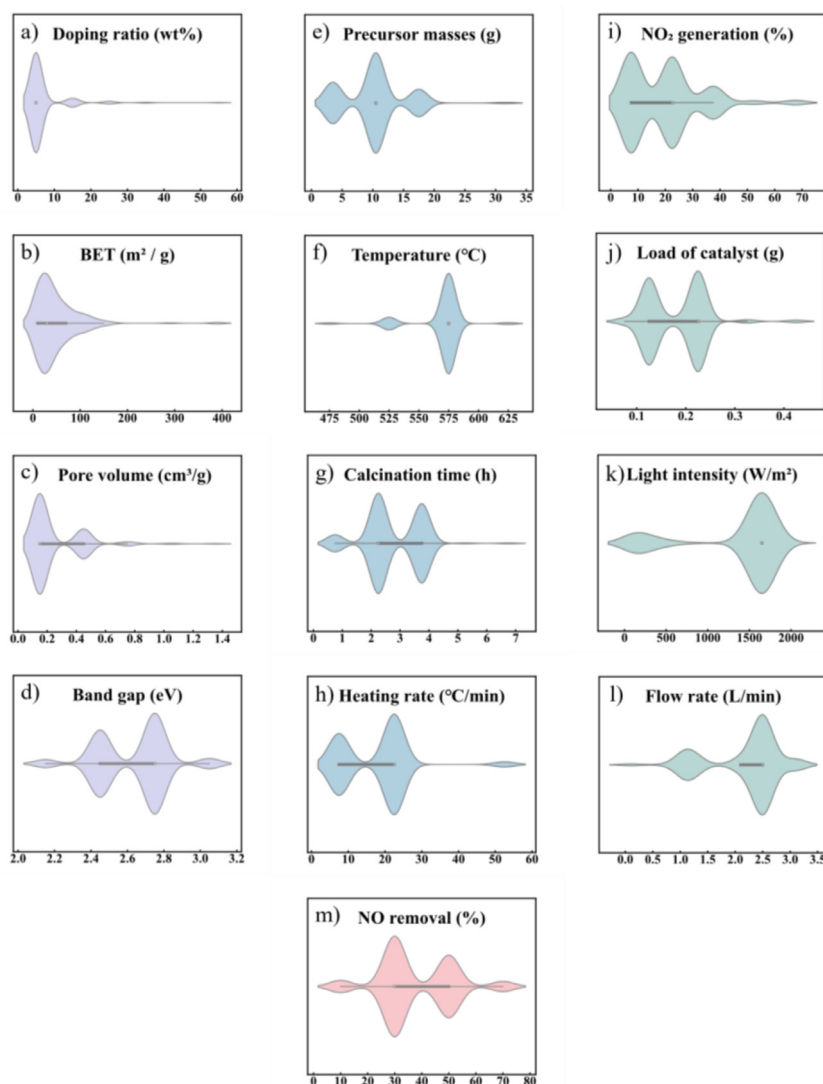 a) Doping ratio (wt%)
0 10 20 30 40 50 60
e) Precursor masses (g)
0 5 10 15 20 25 30 35
i) NO₂ generation (%)
0 10 20 30 40 50 60 70
b) BET (m² / g)
0 100 200 300 400
f) Temperature (°C)
475 500 525 550 575 600 625
j) Load of catalyst (g)
0.1 0.2 0.3 0.4
c) Pore volume (cm³/g)
0.0 0.2 0.4 0.6 0.8 1.0 1.2 1.4
g) Calcination time (h)
0 1 2 3 4 5 6 7
k) Light intensity (W/m²)
0 500 1000 1500 2000
d) Band gap (eV)
2.0 2.2 2.4 2.6 2.8 3.0 3.2
h) Heating rate (°C/min)
0 10 20 30 40 50 60
l) Flow rate (L/min)
0.0 0.5 1.0 1.5 2.0 2.5 3.0 3.5
m) NO removal (%)
0 10 20 30 40 50 60 70 80